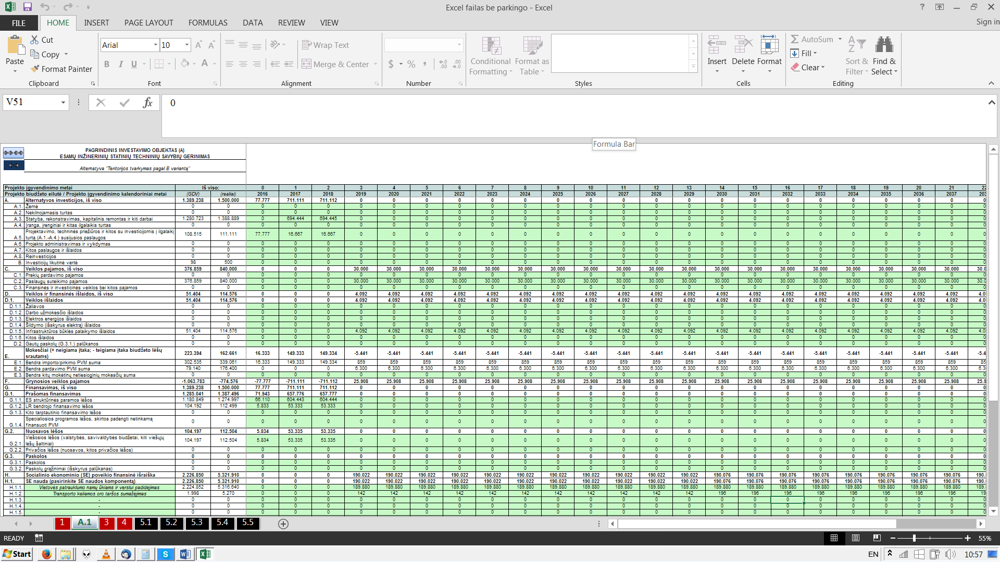 Excel failas be parkingo - Excel
?
FILE HOME INSERT PAGE LAYOUT FORMULAS DATA REVIEW VIEW Sign in
Paste Cut Copy Format Painter Clipboard
Arial 10 B I U A Font
Wrap Text Merge & Center Alignment
$ % Number
Conditional Formatting Format as Table Styles
Insert Delete Format Cells
AutoSum Fill Clear Sort & Filter Find & Select Editing
V51 fx 0
Formula Bar
PAGRINDINIS INVESTAVIMO OBJEKTAS (A)
ESAMŲ INŽINERINIŲ STATINIŲ TECHNINIŲ SAVYBIŲ GERINIMAS
Alternatyva "Teritorijos tvarkymas pagal B variantą"
Projekto įgyvendinimo metai Iš viso: 0 1 2 3 4 5 6 7 8 9 10 11 12 13 14 15 16 17 18 19 20 21 22
Projekto biudžeto eilutė / Projekto įgyvendinimo kalendoriniai metai (GDV) (realiai) 2016 2017 2018 2019 2020 2021 2022 2023 2024 2025 2026 2027 2028 2029 2030 2031 2032 2033 2034 2035 2036 2037
A. Alternatyvos investicijos, iš viso 1.389.238 1.500.000 77.777 711.111 711.112 0 0 0 0 0 0 0 0 0 0 0 0 0 0 0 0 0 0 0 0
A.1. Žemė 0 0 0 0 0 0 0 0 0 0 0 0 0 0 0 0 0 0 0 0 0 0 0 0 0
A.2. Nekilnojamasis turtas 0 0 0 0 0 0 0 0 0 0 0 0 0 0 0 0 0 0 0 0 0 0 0 0 0
A.3. Statyba, rekonstravimas, kapitalinis remontas ir kiti darbai 1.280.723 1.388.889 0 694.444 694.445 0 0 0 0 0 0 0 0 0 0 0 0 0 0 0 0 0 0 0 0
A.4. Įranga, įrenginiai ir kitas ilgalaikis turtas 0 0 0 0 0 0 0 0 0 0 0 0 0 0 0 0 0 0 0 0 0 0 0 0 0
Projektavimo, techninės priežiūros ir kitos su investicijomis į ilgalaikį
A.5. turtą (A.1.-A.4.) susijusios paslaugos 108.515 111.111 77.777 16.667 16.667 0 0 0 0 0 0 0 0 0 0 0 0 0 0 0 0 0 0 0 0
A.6. Projekto administravimas ir vykdymas 0 0 0 0 0 0 0 0 0 0 0 0 0 0 0 0 0 0 0 0 0 0 0 0 0
A.7. Kitos paslaugos ir išlaidos 0 0 0 0 0 0 0 0 0 0 0 0 0 0 0 0 0 0 0 0 0 0 0 0 0
A.8. Reinvesticijos 0 0 0 0 0 0 0 0 0 0 0 0 0 0 0 0 0 0 0 0 0 0 0 0 0
B. Investicijų likutinė vertė 98 500 0 0 0 0 0 0 0 0 0 0 0 0 0 0 0 0 0 0 0 0 0 0 0
C. Veiklos pajamos, iš viso 376.859 840.000 0 0 0 30.000 30.000 30.000 30.000 30.000 30.000 30.000 30.000 30.000 30.000 30.000 30.000 30.000 30.000 30.000 30.000 30.000 30.000 30.000
C.1. Prekių pardavimo pajamos 0 0 0 0 0 0 0 0 0 0 0 0 0 0 0 0 0 0 0 0 0 0 0 0 0
C.2. Paslaugų suteikimo pajamos 376.859 840.000 0 0 0 30.000 30.000 30.000 30.000 30.000 30.000 30.000 30.000 30.000 30.000 30.000 30.000 30.000 30.000 30.000 30.000 30.000 30.000 30.000
C.3. Finansinės ir investicinės veiklos bei kitos pajamos 0 0 0 0 0 0 0 0 0 0 0 0 0 0 0 0 0 0 0 0 0 0 0 0 0
D. Veiklos ir finansinės išlaidos, iš viso 51.404 114.576 0 0 0 4.092 4.092 4.092 4.092 4.092 4.092 4.092 4.092 4.092 4.092 4.092 4.092 4.092 4.092 4.092 4.092 4.092 4.092 4.092
D.1. Veiklos išlaidos 51.404 114.576 0 0 0 4.092 4.092 4.092 4.092 4.092 4.092 4.092 4.092 4.092 4.092 4.092 4.092 4.092 4.092 4.092 4.092 4.092 4.092 4.092
D.1.1. Žaliavos 0 0 0 0 0 0 0 0 0 0 0 0 0 0 0 0 0 0 0 0 0 0 0 0 0
D.1.2. Darbo užmokesčio išlaidos 0 0 0 0 0 0 0 0 0 0 0 0 0 0 0 0 0 0 0 0 0 0 0 0 0
D.1.3. Elektros energijos išlaidos 0 0 0 0 0 0 0 0 0 0 0 0 0 0 0 0 0 0 0 0 0 0 0 0 0
D.1.4. Šildymo (išskyrus elektrą) išlaidos 0 0 0 0 0 0 0 0 0 0 0 0 0 0 0 0 0 0 0 0 0 0 0 0 0
D.1.5. Infrastruktūros būklės palaikymo išlaidos 51.404 114.576 0 0 0 4.092 4.092 4.092 4.092 4.092 4.092 4.092 4.092 4.092 4.092 4.092 4.092 4.092 4.092 4.092 4.092 4.092 4.092 4.092
D.1.6. Kitos išlaidos 0 0 0 0 0 0 0 0 0 0 0 0 0 0 0 0 0 0 0 0 0 0 0 0 0
D.2. Gautų paskolų (G.3.1.) palūkanos 0 0 0 0 0 0 0 0 0 0 0 0 0 0 0 0 0 0 0 0 0 0 0 0 0
Mokesčiai (+ neigiama įtaka; - teigiama įtaka biudžeto lėšų
E. srautams) 223.394 162.661 16.333 149.333 149.334 -5.441 -5.441 -5.441 -5.441 -5.441 -5.441 -5.441 -5.441 -5.441 -5.441 -5.441 -5.441 -5.441 -5.441 -5.441 -5.441 -5.441 -5.441 -5.441
E.1. Bendra importo/pirkimo PVM suma 302.535 339.061 16.333 149.333 149.334 859 859 859 859 859 859 859 859 859 859 859 859 859 859 859 859 859 859 859
E.2. Bendra pardavimo PVM suma 79.140 176.400 0 0 0 6.300 6.300 6.300 6.300 6.300 6.300 6.300 6.300 6.300 6.300 6.300 6.300 6.300 6.300 6.300 6.300 6.300 6.300 6.300
E.3. Bendra kitų mokėtinų netiesioginių mokesčių suma 0 0 0 0 0 0 0 0 0 0 0 0 0 0 0 0 0 0 0 0 0 0 0 0 0
F. Grynosios veiklos pajamos -1.063.783 -774.576 -77.777 -711.111 -711.112 25.908 25.908 25.908 25.908 25.908 25.908 25.908 25.908 25.908 25.908 25.908 25.908 25.908 25.908 25.908 25.908 25.908 25.908 25.908
G. Finansavimas, iš viso 1.389.238 1.500.000 77.777 711.111 711.112 0 0 0 0 0 0 0 0 0 0 0 0 0 0 0 0 0 0 0 0
G.1. Prašomas finansavimas 1.285.041 1.387.496 71.943 657.776 657.777 0 0 0 0 0 0 0 0 0 0 0 0 0 0 0 0 0 0 0 0
G.1.1. ES struktūrinės paramos lėšos 1.180.849 1.274.997 66.110 604.443 604.444 0 0 0 0 0 0 0 0 0 0 0 0 0 0 0 0 0 0 0 0
G.1.2. LR bendrojo finansavimo lėšos 104.192 112.499 5.833 53.333 53.333 0 0 0 0 0 0 0 0 0 0 0 0 0 0 0 0 0 0 0 0
G.1.3. Kito tarptautinio finansavimo lėšos 0 0 0 0 0 0 0 0 0 0 0 0 0 0 0 0 0 0 0 0 0 0 0 0 0
Specialiosios programos lėšos, skirtos padengti netinkamą
G.1.4. finansuoti PVM 0 0 0 0 0 0 0 0 0 0 0 0 0 0 0 0 0 0 0 0 0 0 0 0 0
G.2. Nuosavos lėšos 104.197 112.504 5.834 53.335 53.335 0 0 0 0 0 0 0 0 0 0 0 0 0 0 0 0 0 0 0 0
Viešosios lėšos (valstybės, savivaldybės biudžetai, kiti viešųjų
G.2.1. lėšų šaltiniai) 104.197 112.504 5.834 53.335 53.335 0 0 0 0 0 0 0 0 0 0 0 0 0 0 0 0 0 0 0 0
G.2.2. Privačios lėšos (nuosavos, kitos privačios lėšos) 0 0 0 0 0 0 0 0 0 0 0 0 0 0 0 0 0 0 0 0 0 0 0 0 0
G.3. Paskolos 0 0 0 0 0 0 0 0 0 0 0 0 0 0 0 0 0 0 0 0 0 0 0 0 0
G.3.1. Paskolos 0 0 0 0 0 0 0 0 0 0 0 0 0 0 0 0 0 0 0 0 0 0 0 0 0
G.3.2. Paskolų grąžinimai (išskyrus palūkanas) 0 0 0 0 0 0 0 0 0 0 0 0 0 0 0 0 0 0 0 0 0 0 0 0 0
H. Socialinio ekonominio (SE) poveikio finansinė išraiška 2.226.850 5.321.910 0 0 0 190.022 190.022 190.022 190.022 190.022 190.022 190.022 190.022 190.022 190.022 190.022 190.076 190.076 190.076 190.076 190.076 190.076 190.076 190.076
H.1. SE nauda (pasirinkite SE naudos komponentą) 2.226.850 5.321.910 0 0 0 190.022 190.022 190.022 190.022 190.022 190.022 190.022 190.022 190.022 190.022 190.022 190.076 190.076 190.076 190.076 190.076 190.076 190.076 190.076
H.1.1. Vietovės patrauklumo namų ūkiams ir verslui padidėjimas 2.224.852 5.316.640 0 0 0 189.880 189.880 189.880 189.880 189.880 189.880 189.880 189.880 189.880 189.880 189.880 189.880 189.880 189.880 189.880 189.880 189.880 189.880 189.880
H.1.2. Transporto keliamos oro taršos sumažėjimas 1.998 5.270 0 0 0 142 142 142 142 142 142 142 142 142 142 142 196 196 196 196 196 196 196 196
H.1.3. - 0 0 0 0 0 0 0 0 0 0 0 0 0 0 0 0 0 0 0 0 0 0 0 0 0
H.1.4. - 0 0 0 0 0 0 0 0 0 0 0 0 0 0 0 0 0 0 0 0 0 0 0 0 0
H.1.5. - 0 0 0 0 0 0 0 0 0 0 0 0 0 0 0 0 0 0 0 0 0 0 0 0 0
1 A.1 3 4 5.1 5.2 5.3 5.4 5.5
READY 55%
Start EN 10:57